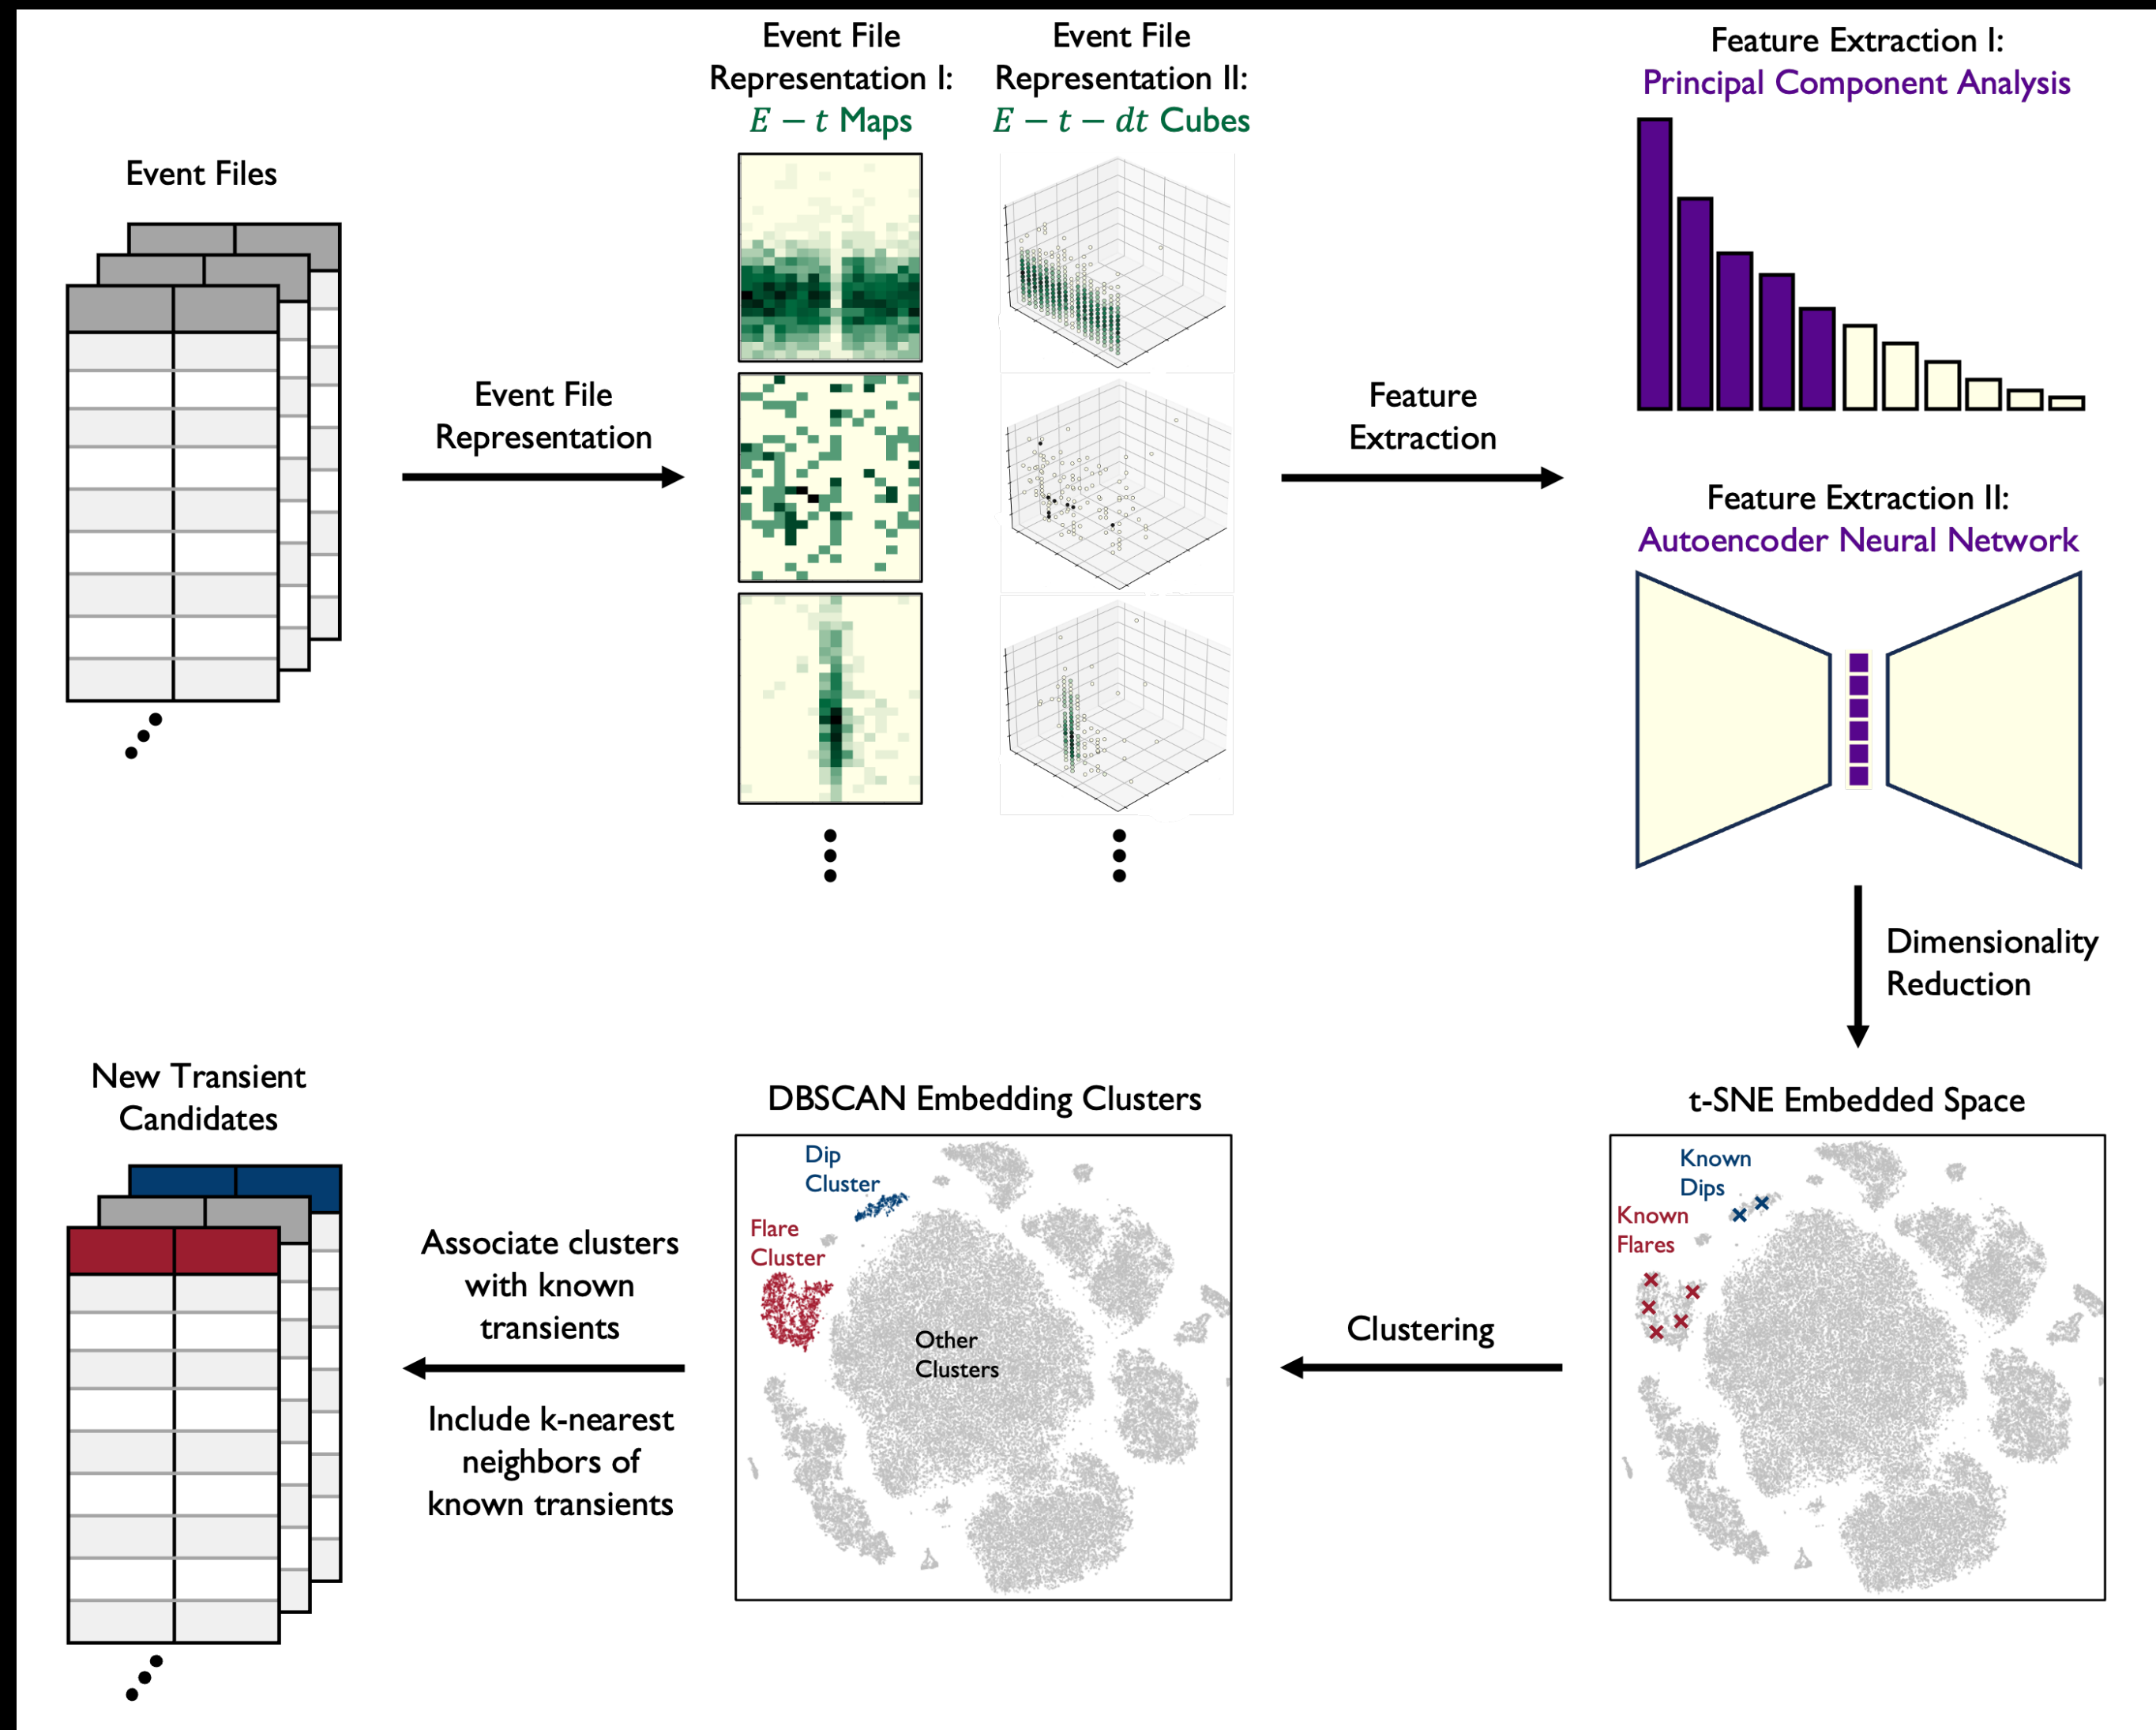 Event Files
Event File
Representation
Event File
Representation I:
E – t Maps
Event File
Representation II:
E – t – dt Cubes
Feature
Extraction
Feature Extraction I:
Principal Component Analysis
Feature Extraction II:
Autoencoder Neural Network
Dimensionality
Reduction
t-SNE Embedded Space
Known
Dips
Known
Flares
Clustering
DBSCAN Embedding Clusters
Dip
Cluster
Flare
Cluster
Other
Clusters
Associate clusters
with known
transients
Include k-nearest
neighbors of
known transients
New Transient
Candidates